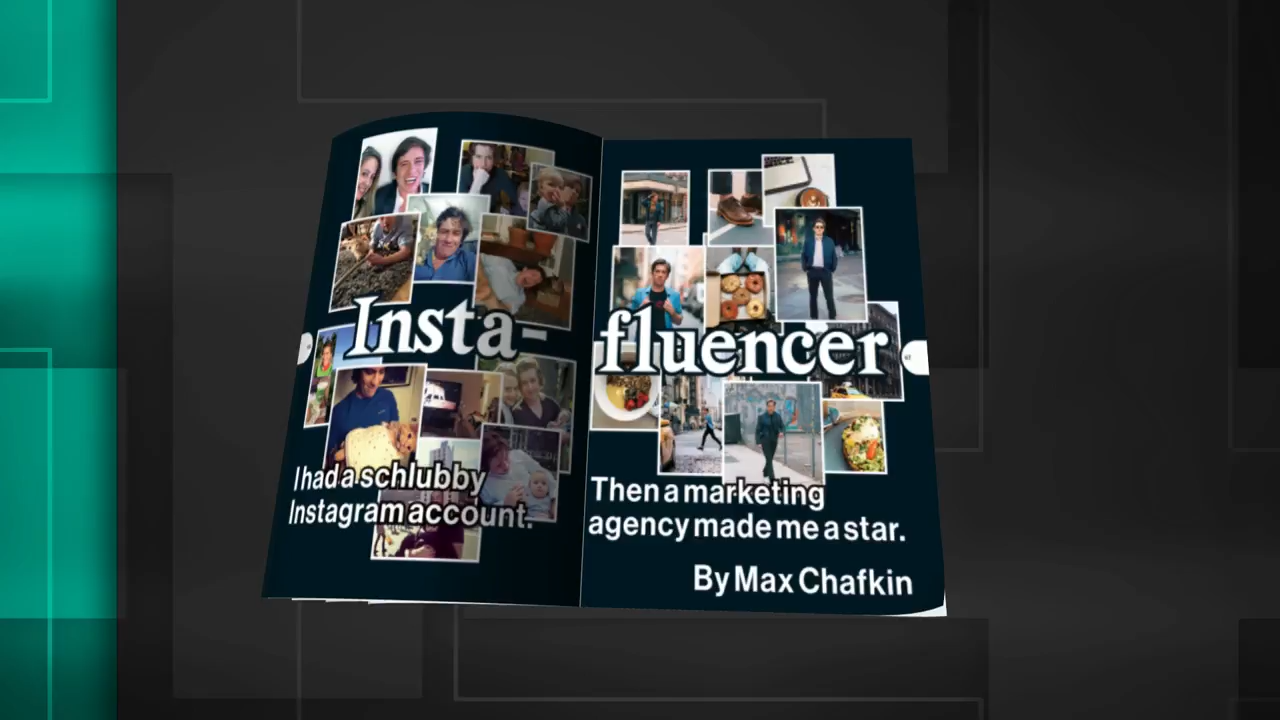 Insta-
fluencer
I had a schlubby
Instagram account.
Then a marketing
agency made me a star.
By Max Chafkin